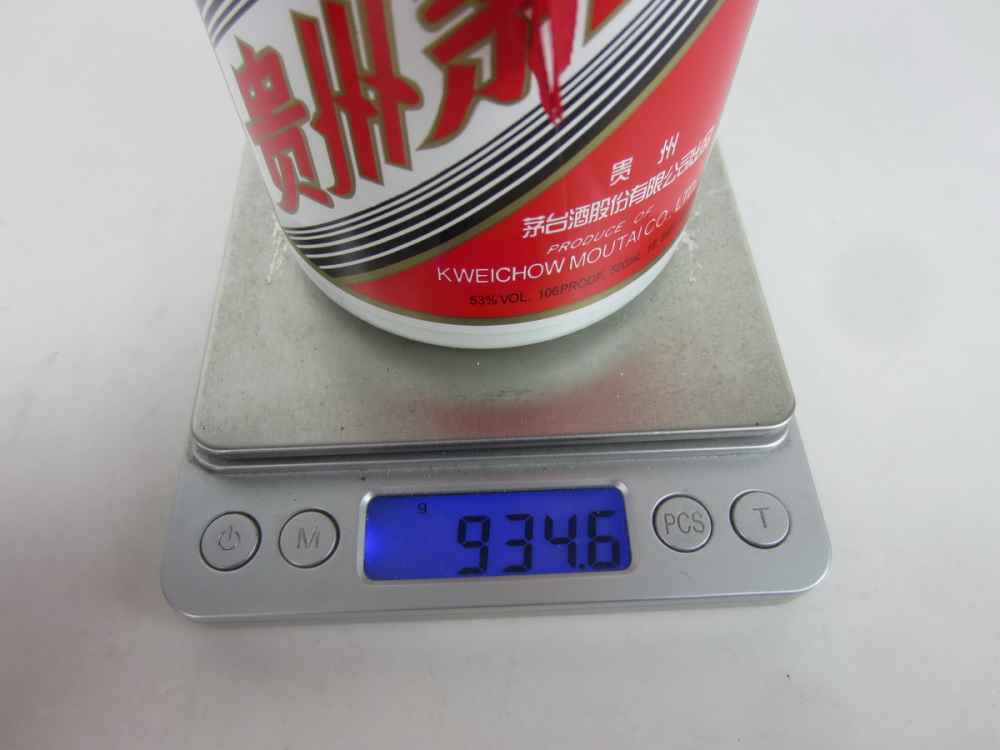 贵州茅
贵 州
茅台酒股份有限公司出品
PRODUCE OF
KWEICHOW MOUTAI CO., LTD.
53%VOL. 106PROOF. 500mL
g
934.6
M
PCS
T